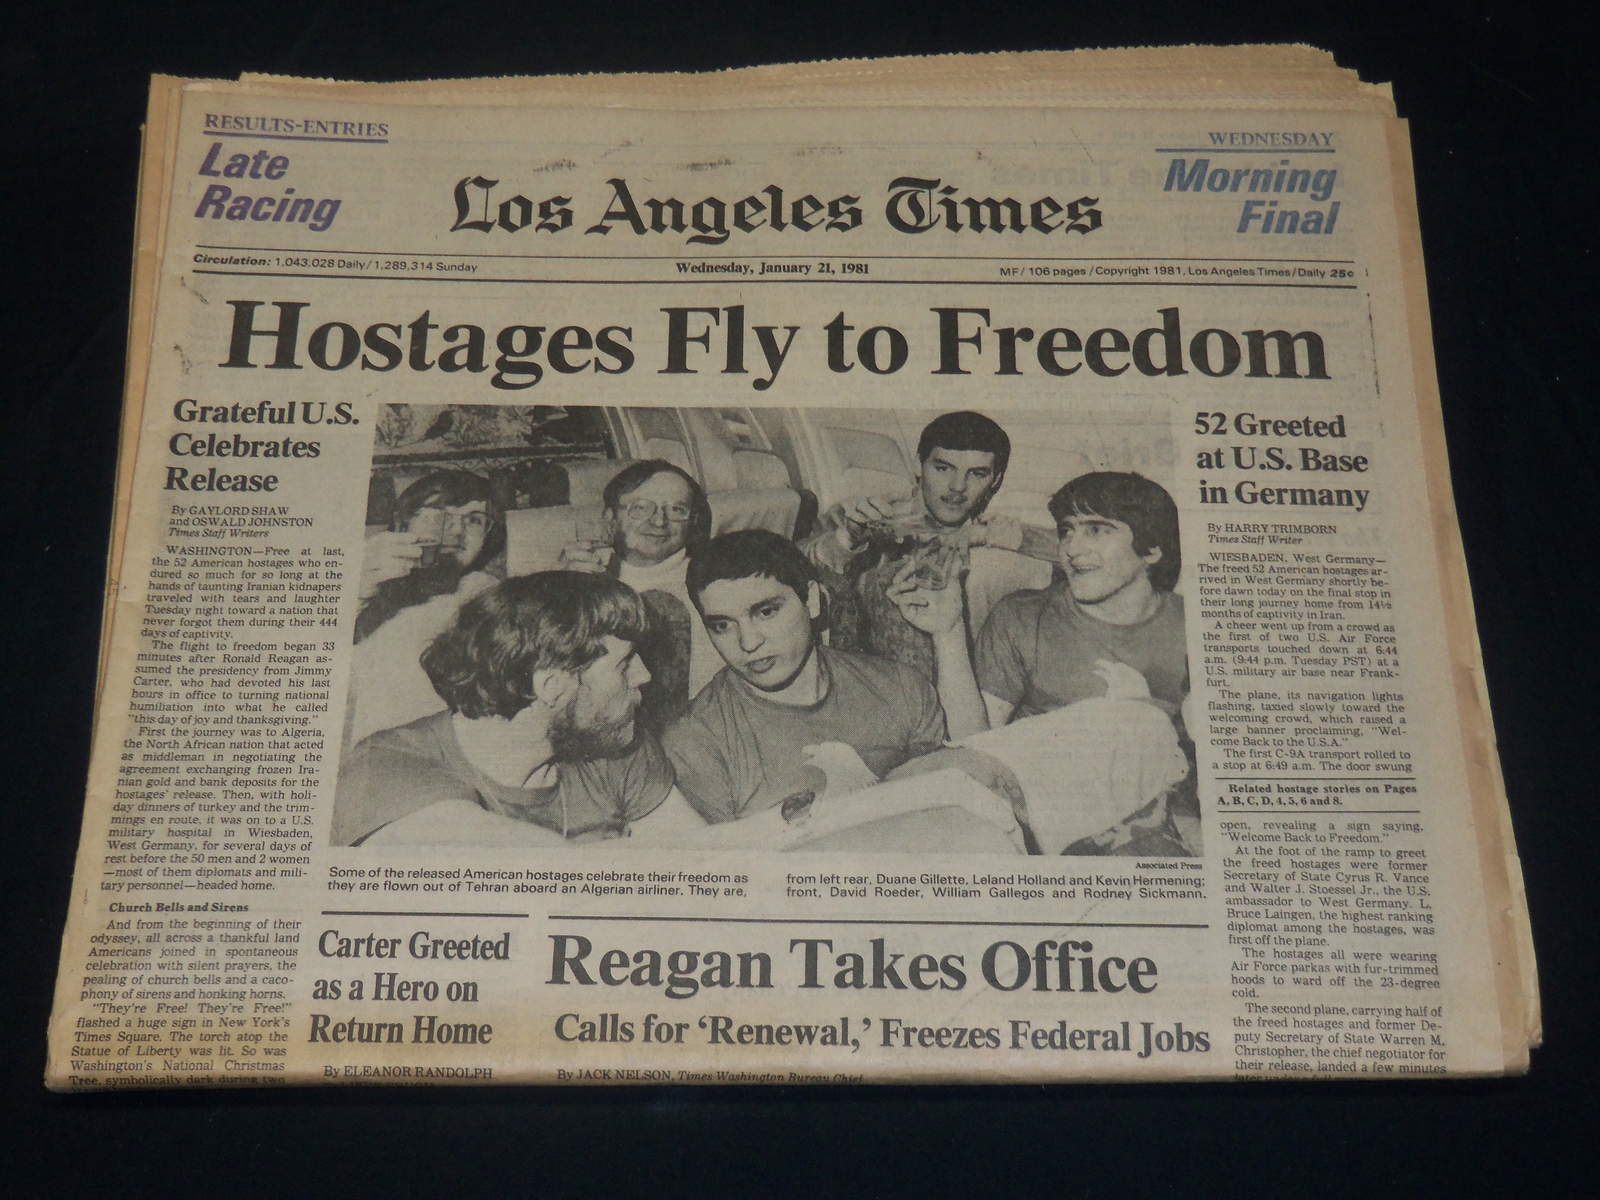 RESULTS-ENTRIES
Late
Racing
Los Angeles Times
WEDNESDAY
Morning
Final
Circulation: 1,043,028 Daily/1,289,314 Sunday
Wednesday, January 21, 1981
MF/ 106 pages /Copyright 1981, Los Angeles Times/Daily 25c
Hostages Fly to Freedom
Grateful U.S.
Celebrates
Release
By GAYLORD SHAW
and OSWALD JOHNSTON
Times Staff Writers
WASHINGTON—Free at last,
the 52 American hostages who en-
dured so much for so long at the
hands of taunting Iranian kidnapers
traveled with tears and laughter
Tuesday night toward a nation that
never forgot them during their 444
days of captivity.
The flight to freedom began 33
minutes after Ronald Reagan as-
sumed the presidency from Jimmy
Carter, who had devoted his last
hours in office to turning national
humiliation into what he called
"this day of joy and thanksgiving."
First the journey was to Algeria,
the North African nation that acted
as middleman in negotiating the
agreement exchanging frozen Ira-
nian gold and bank deposits for the
hostages' release. Then, with holi-
day dinners of turkey and the trim-
mings en route, it was on to a U.S.
military hospital in Wiesbaden,
West Germany, for several days of
rest before the 50 men and 2 women
—most of them diplomats and mili-
tary personnel—headed home.
Church Bells and Sirens
And from the beginning of their
odyssey, all across a thankful land
Americans joined in spontaneous
celebration with silent prayers, the
pealing of church bells and a caco-
phony of sirens and honking horns.
"They're Free! They're Free!"
flashed a huge sign in New York's
Times Square. The torch atop the
Statue of Liberty was lit. So was
Washington's National Christmas
Tree, symbolically dark during two
Associated Press
Some of the released American hostages celebrate their freedom as
they are flown out of Tehran aboard an Algerian airliner. They are,
from left rear, Duane Gillette, Leland Holland and Kevin Hermening;
front, David Roeder, William Gallegos and Rodney Sickmann.
Carter Greeted
as a Hero on
Return Home
By ELEANOR RANDOLPH
Reagan Takes Office
Calls for 'Renewal,' Freezes Federal Jobs
By JACK NELSON, Times Washington Bureau Chief
52 Greeted
at U.S. Base
in Germany
By HARRY TRIMBORN
Times Staff Writer
WIESBADEN, West Germany—
The freed 52 American hostages ar-
rived in West Germany shortly be-
fore dawn today on the final stop in
their long journey home from 14½
months of captivity in Iran.
A cheer went up from a crowd as
the first of two U.S. Air Force
transports touched down at 6:44
a.m. (9:44 p.m. Tuesday PST) at a
U.S. military air base near Frank-
furt.
The plane, its navigation lights
flashing, taxied slowly toward the
welcoming crowd, which raised a
large banner proclaiming, "Wel-
come Back to the U.S.A."
The first C-9A transport rolled to
a stop at 6:49 a.m. The door swung
Related hostage stories on Pages
A, B, C, D, 4, 5, 6 and 8.
open, revealing a sign saying,
"Welcome Back to Freedom."
At the foot of the ramp to greet
the freed hostages were former
Secretary of State Cyrus R. Vance
and Walter J. Stoessel Jr., the U.S.
ambassador to West Germany. L.
Bruce Laingen, the highest ranking
diplomat among the hostages, was
first off the plane.
The hostages all were wearing
Air Force parkas with fur-trimmed
hoods to ward off the 23-degree
cold.
The second plane, carrying half of
the freed hostages and former De-
puty Secretary of State Warren M.
Christopher, the chief negotiator for
their release, landed a few minutes